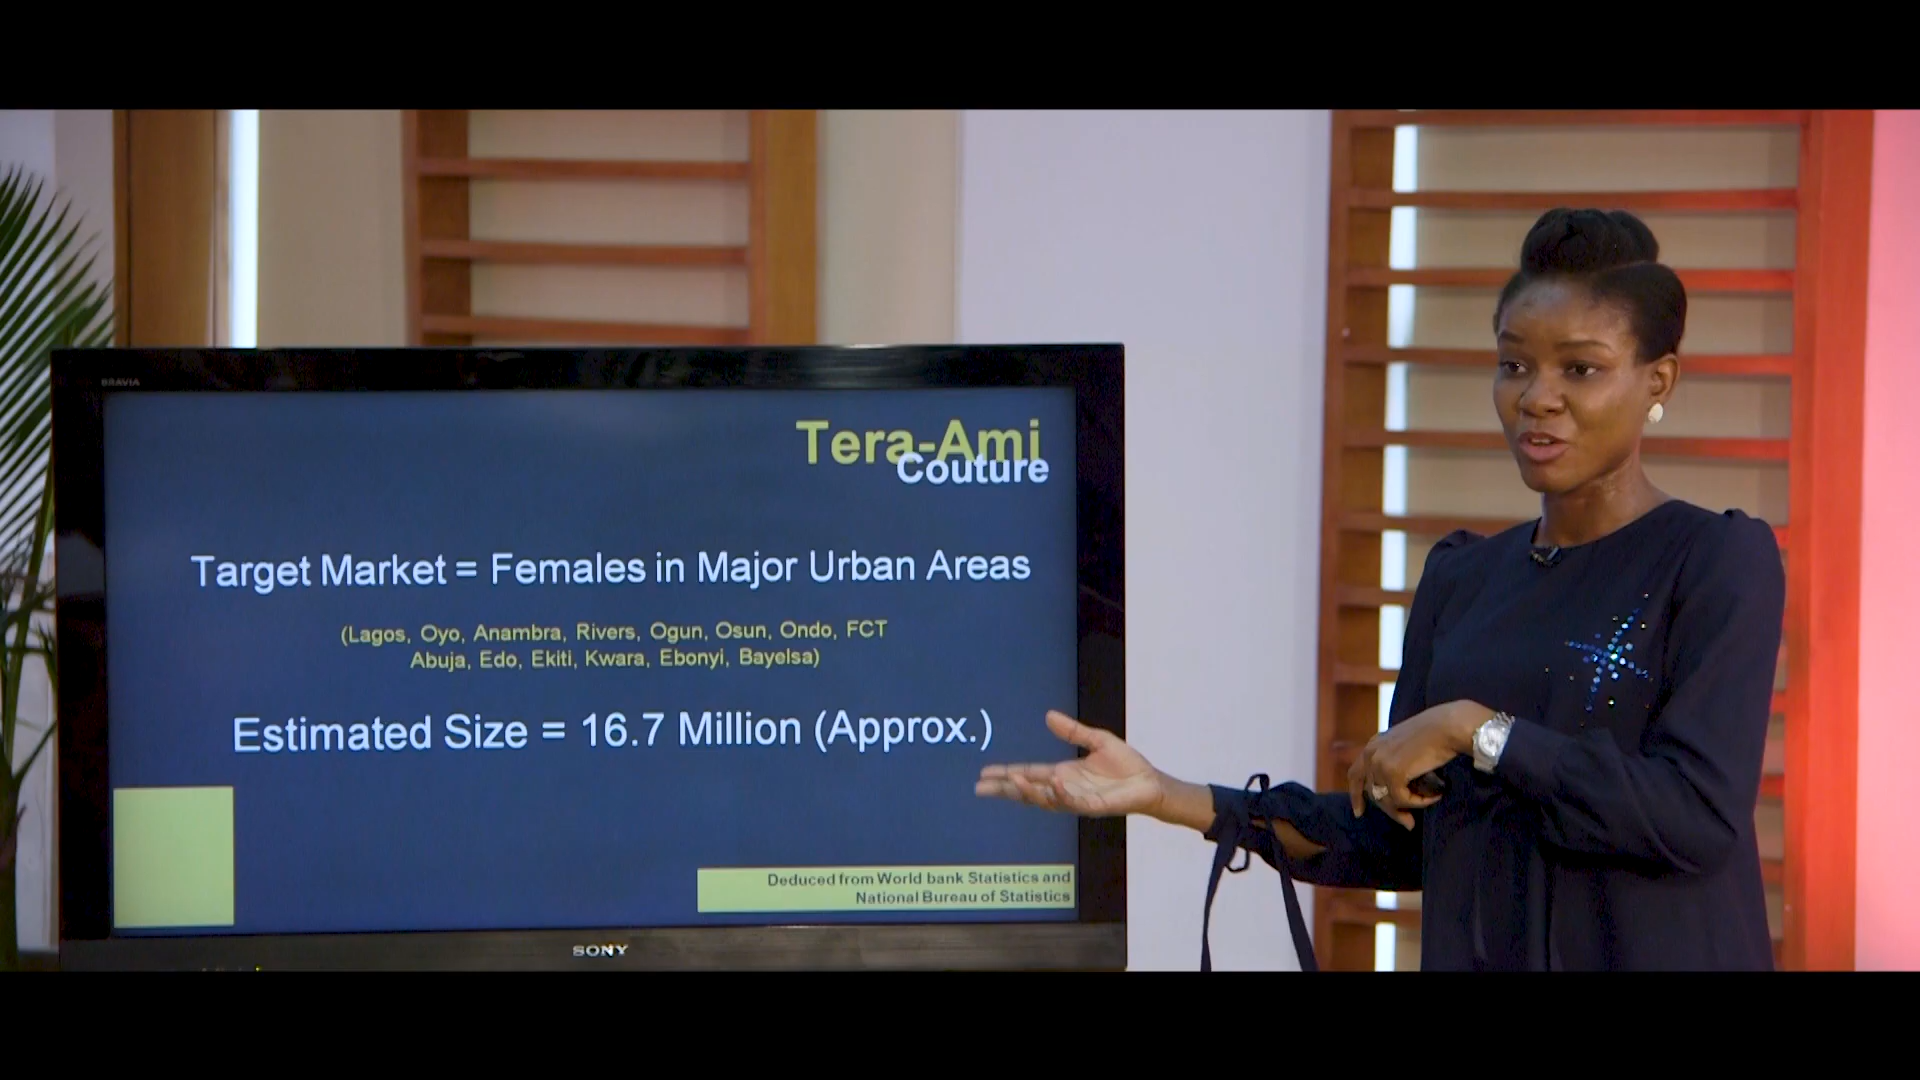 BRAVIA
Tera-Ami
Couture
Target Market = Females in Major Urban Areas
(Lagos, Oyo, Anambra, Rivers, Ogun, Osun, Ondo, FCT
Abuja, Edo, Ekiti, Kwara, Ebonyi, Bayelsa)
Estimated Size = 16.7 Million (Approx.)
Deduced from World bank Statistics and
National Bureau of Statistics
SONY